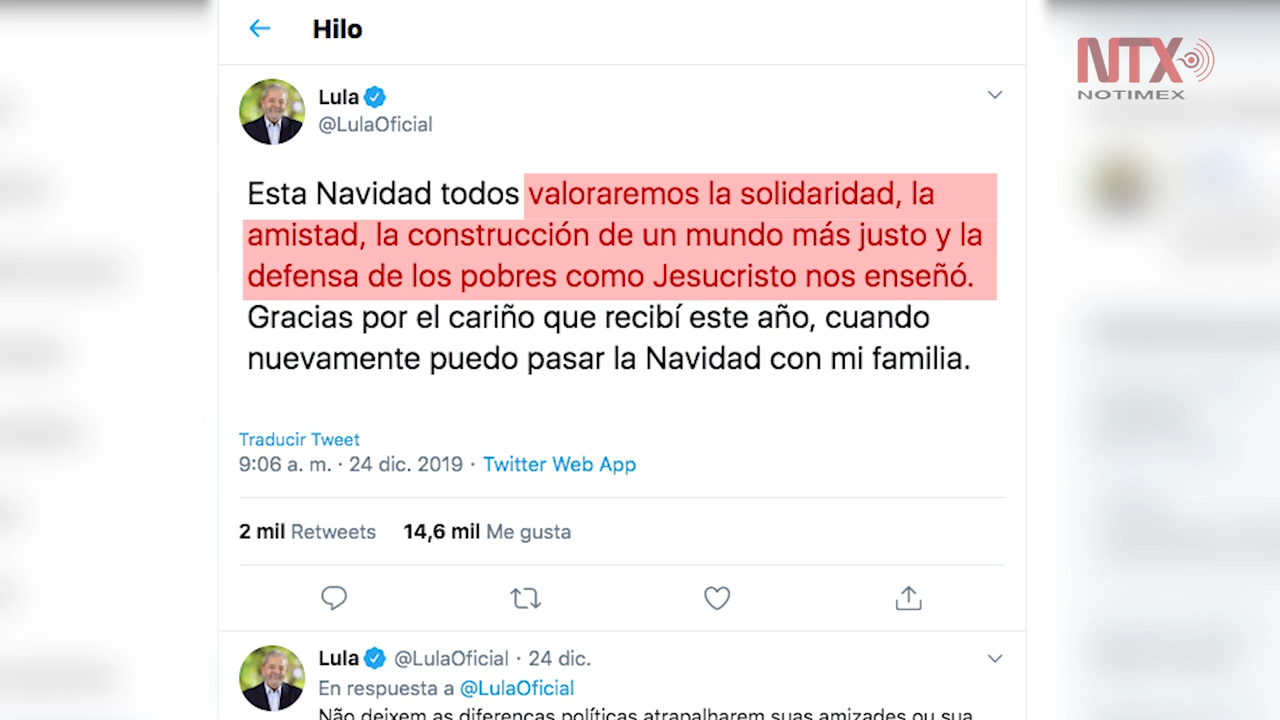 Hilo
NTX
NOTIMEX
Lula
@LulaOficial
Esta Navidad todos valoraremos la solidaridad, la
amistad, la construcción de un mundo más justo y la
defensa de los pobres como Jesucristo nos enseñó.
Gracias por el cariño que recibí este año, cuando
nuevamente puedo pasar la Navidad con mi familia.
Traducir Tweet
9:06 a. m. · 24 dic. 2019 · Twitter Web App
2 mil Retweets 14,6 mil Me gusta
Lula @LulaOficial · 24 dic.
En respuesta a @LulaOficial
Não deixem as diferenças políticas atrapalharem suas amizades ou sua